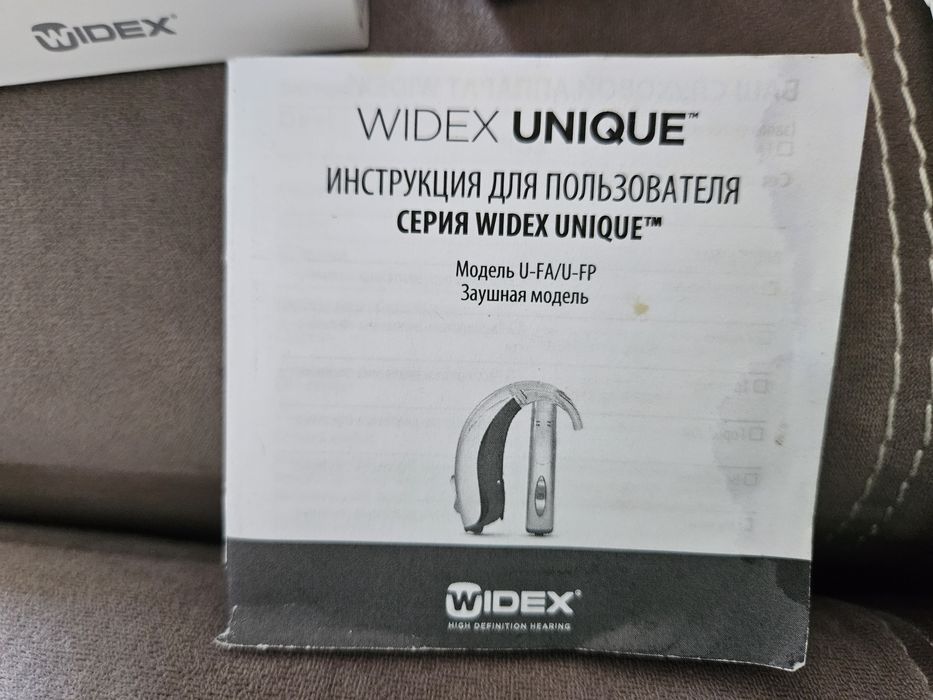 WIDEX®
WIDEX UNIQUE™
ИНСТРУКЦИЯ ДЛЯ ПОЛЬЗОВАТЕЛЯ
СЕРИЯ WIDEX UNIQUE™
Модель U-FA/U-FP
Заушная модель
WIDEX®
HIGH DEFINITION HEARING